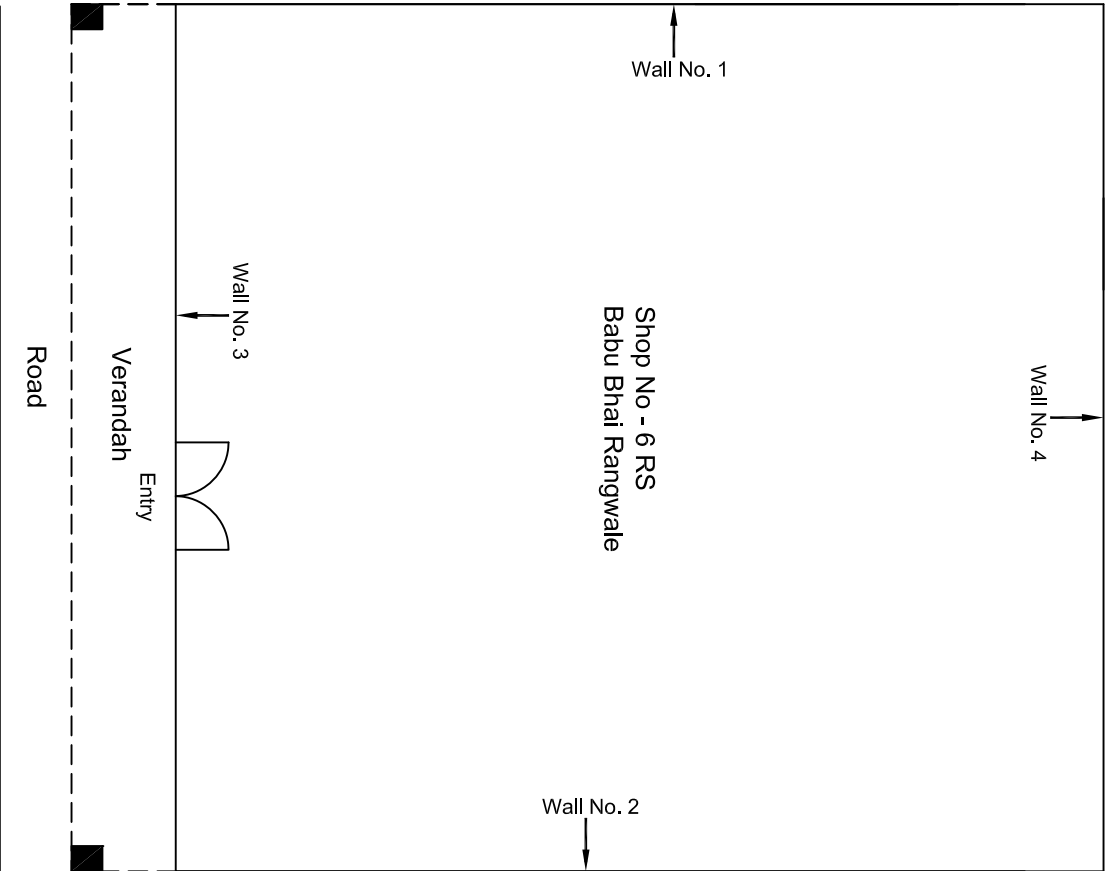 Wall No. 1
Wall No. 4
Wall No. 3
Shop No - 6 RS
Babu Bhai Rangwale
Verandah
Road
Entry
Wall No. 2